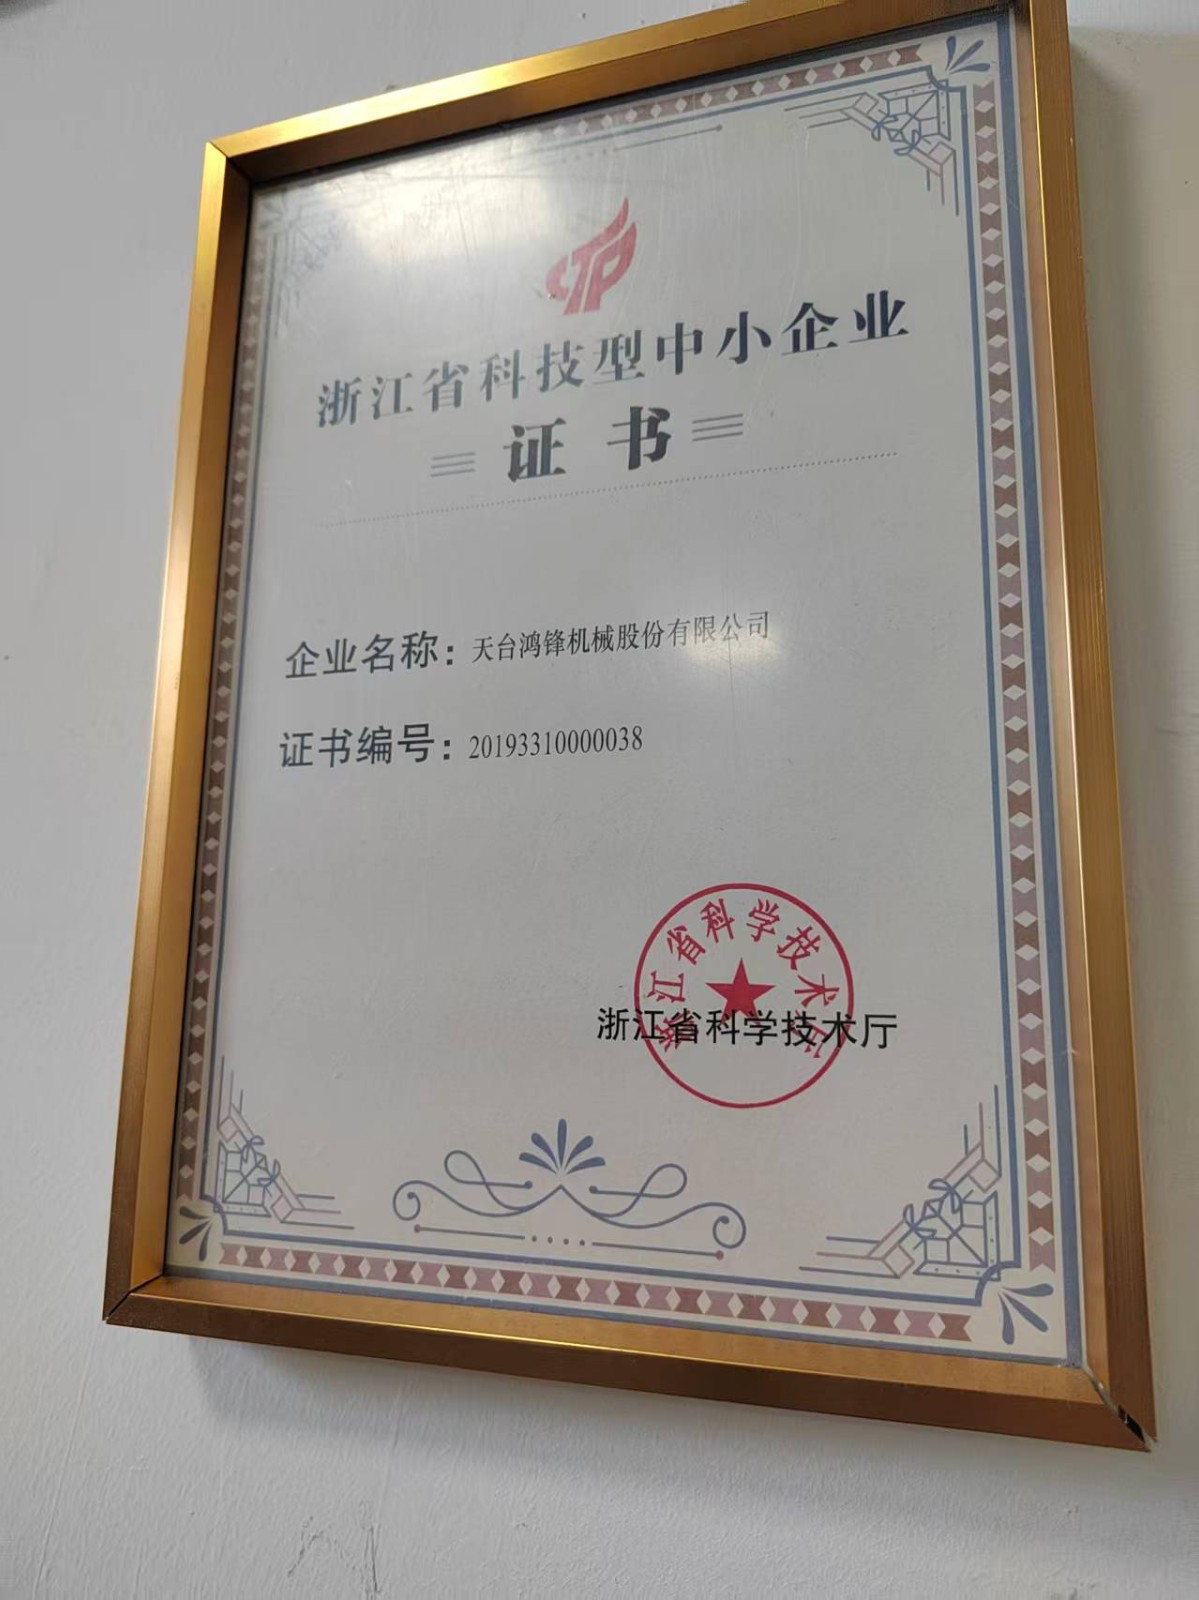 浙江省科技型中小企业
证书
企业名称：天台鸿锋机械股份有限公司
证书编号：20193310000038
浙江省科学技术厅
浙江省科学技术厅